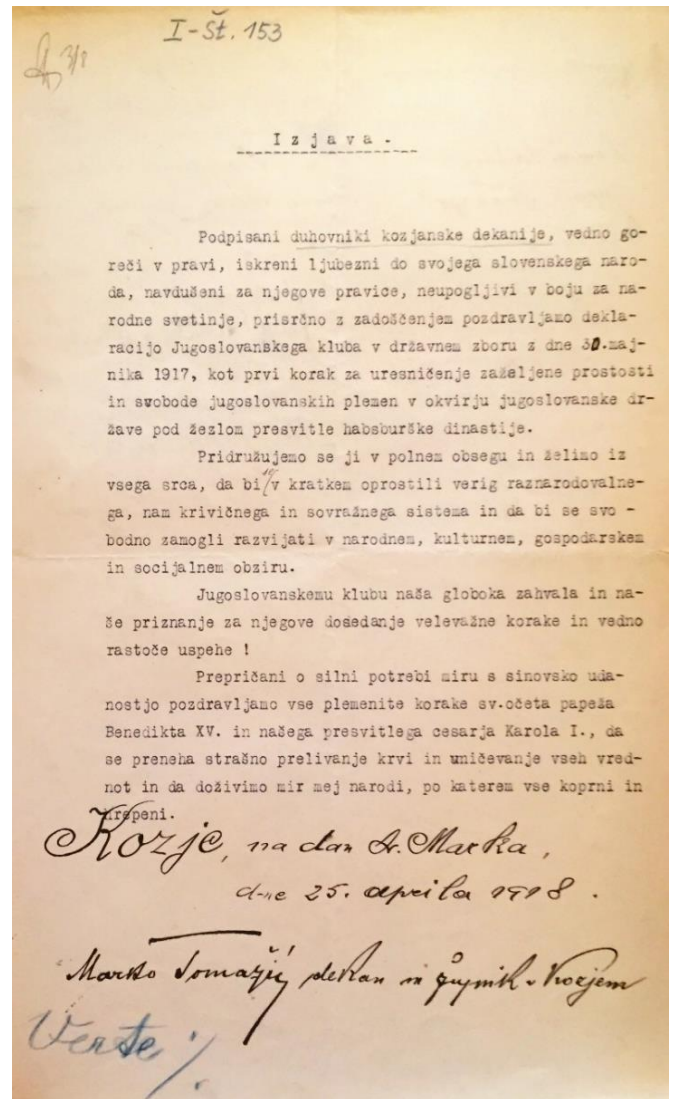 I-Št. 153
3/8
Izjava.
Podpisani duhovniki kozjanske dekanije, vedno go-
reči v pravi, iskreni ljubezni do svojega slovenskega naro-
da, navdušeni za njegove pravice, neupogljivi v boju za na-
rodne svetinje, prisrčno z zadoščenjem pozdravljamo dekla-
racijo Jugoslovanskega kluba v državnem zboru z dne 30.maj-
nika 1917, kot prvi korak za uresničenje zaželjene prostosti
in svobode jugoslovanskih plemen v okvirju jugoslovanske dr-
žave pod žezlom presvitle habsburške dinastije.
Pridružujemo se ji v polnem obsegu in želimo iz
vsega srca, da bi v kratkem oprostili verig raznarodovalne-
ga, nam krivičnega in sovražnega sistema in da bi se svo -
bodno zamogli razvijati v narodnem, kulturnem, gospodarskem
in socijalnem obziru.
Jugoslovanskemu klubu naša globoka zahvala in na-
še priznanje za njegove dosedanje velevažne korake in vedno
rastoče uspehe !
Prepričani o silni potrebi miru s sinovsko uda-
nostjo pozdravljamo vse plemenite korake sv.očeta papeža
Benedikta XV. in našega presvitlega cesarja Karola I., da
se preneha strašno prelivanje krvi in uničevanje vseh vred-
not in da doživimo mir mej narodi, po katerem vse koprni in
hrepeni.
Kozje, na dan sv. Marka,
dne 25. aprila 1918.
Marko Tomažič dekan in župnik v Kozjem
Verte ·/.